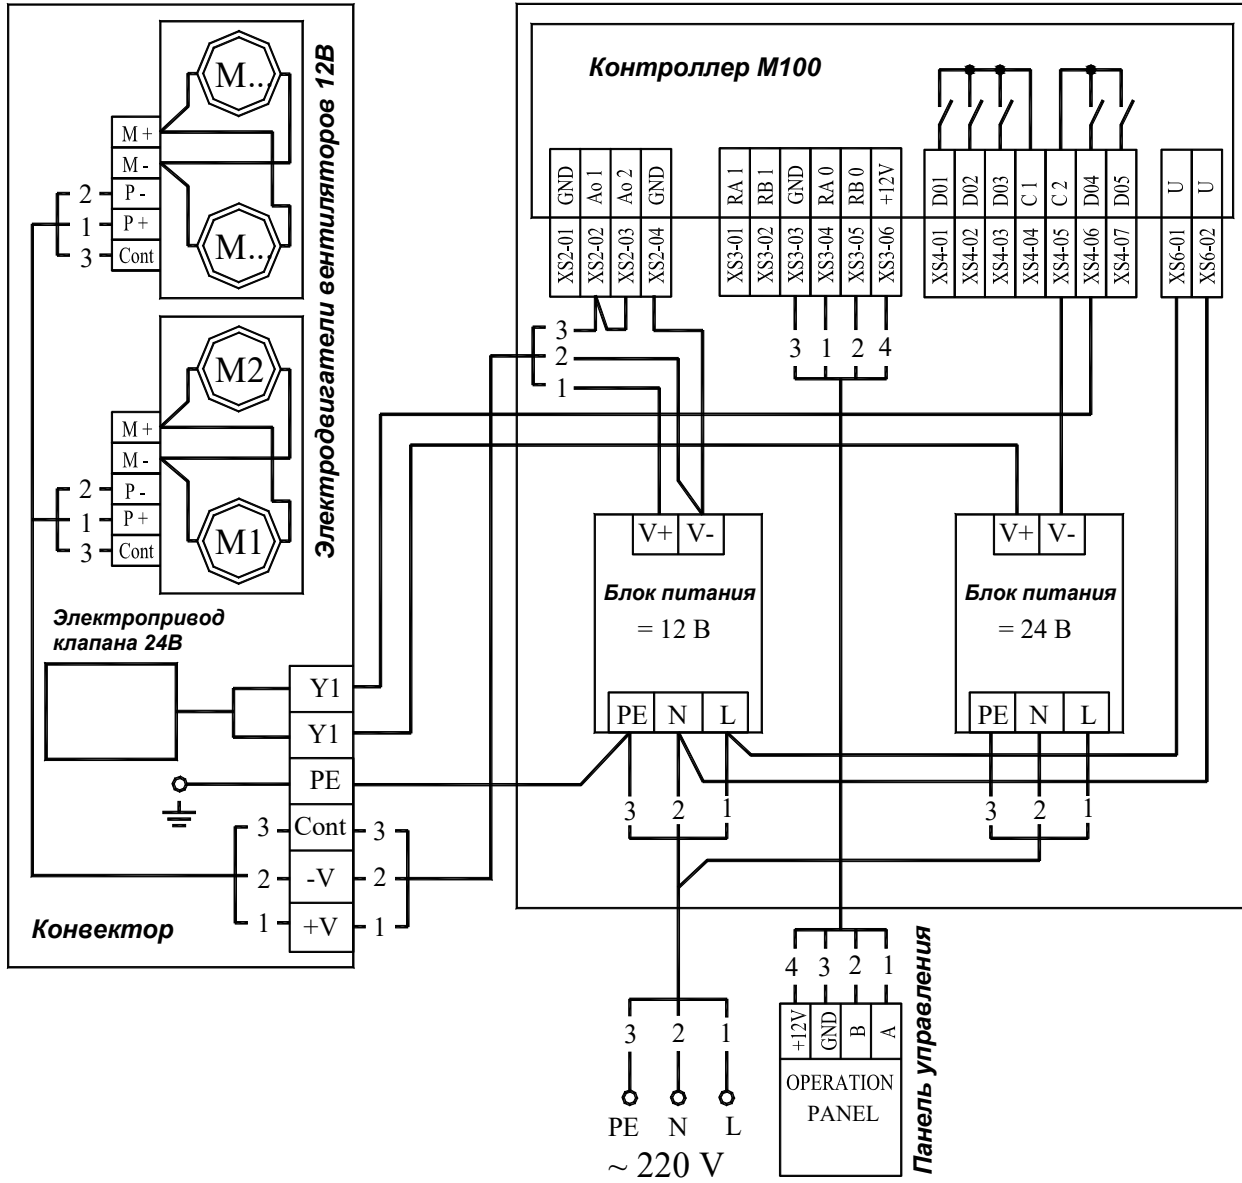 M...
M +
M -
2 P -
1 P +
3 Cont
M...
Электродвигатели вентиляторов 12В
M2
M +
M -
2 P -
1 P +
3 Cont
M1
Электропривод
клапана 24В
Y1
Y1
PE
3 Cont 3
2 -V 2
1 +V 1
Конвектор
Контроллер М100
GND Ao 1 Ao 2 GND
XS2-01 XS2-02 XS2-03 XS2-04
RA 1 RB 1 GND RA 0 RB 0 +12V
XS3-01 XS3-02 XS3-03 XS3-04 XS3-05 XS3-06
D01 D02 D03 C 1 C 2 D04 D05
XS4-01 XS4-02 XS4-03 XS4-04 XS4-05 XS4-06 XS4-07
U U
XS6-01 XS6-02
3
2
1
3 1 2 4
V+ V-
Блок питания
= 12 В
PE N L
3 2 1
V+ V-
Блок питания
= 24 В
PE N L
3 2 1
3 2 1
PE N L
~ 220 V
4 3 2 1
+12V GND B A
OPERATION
PANEL
Панель управления